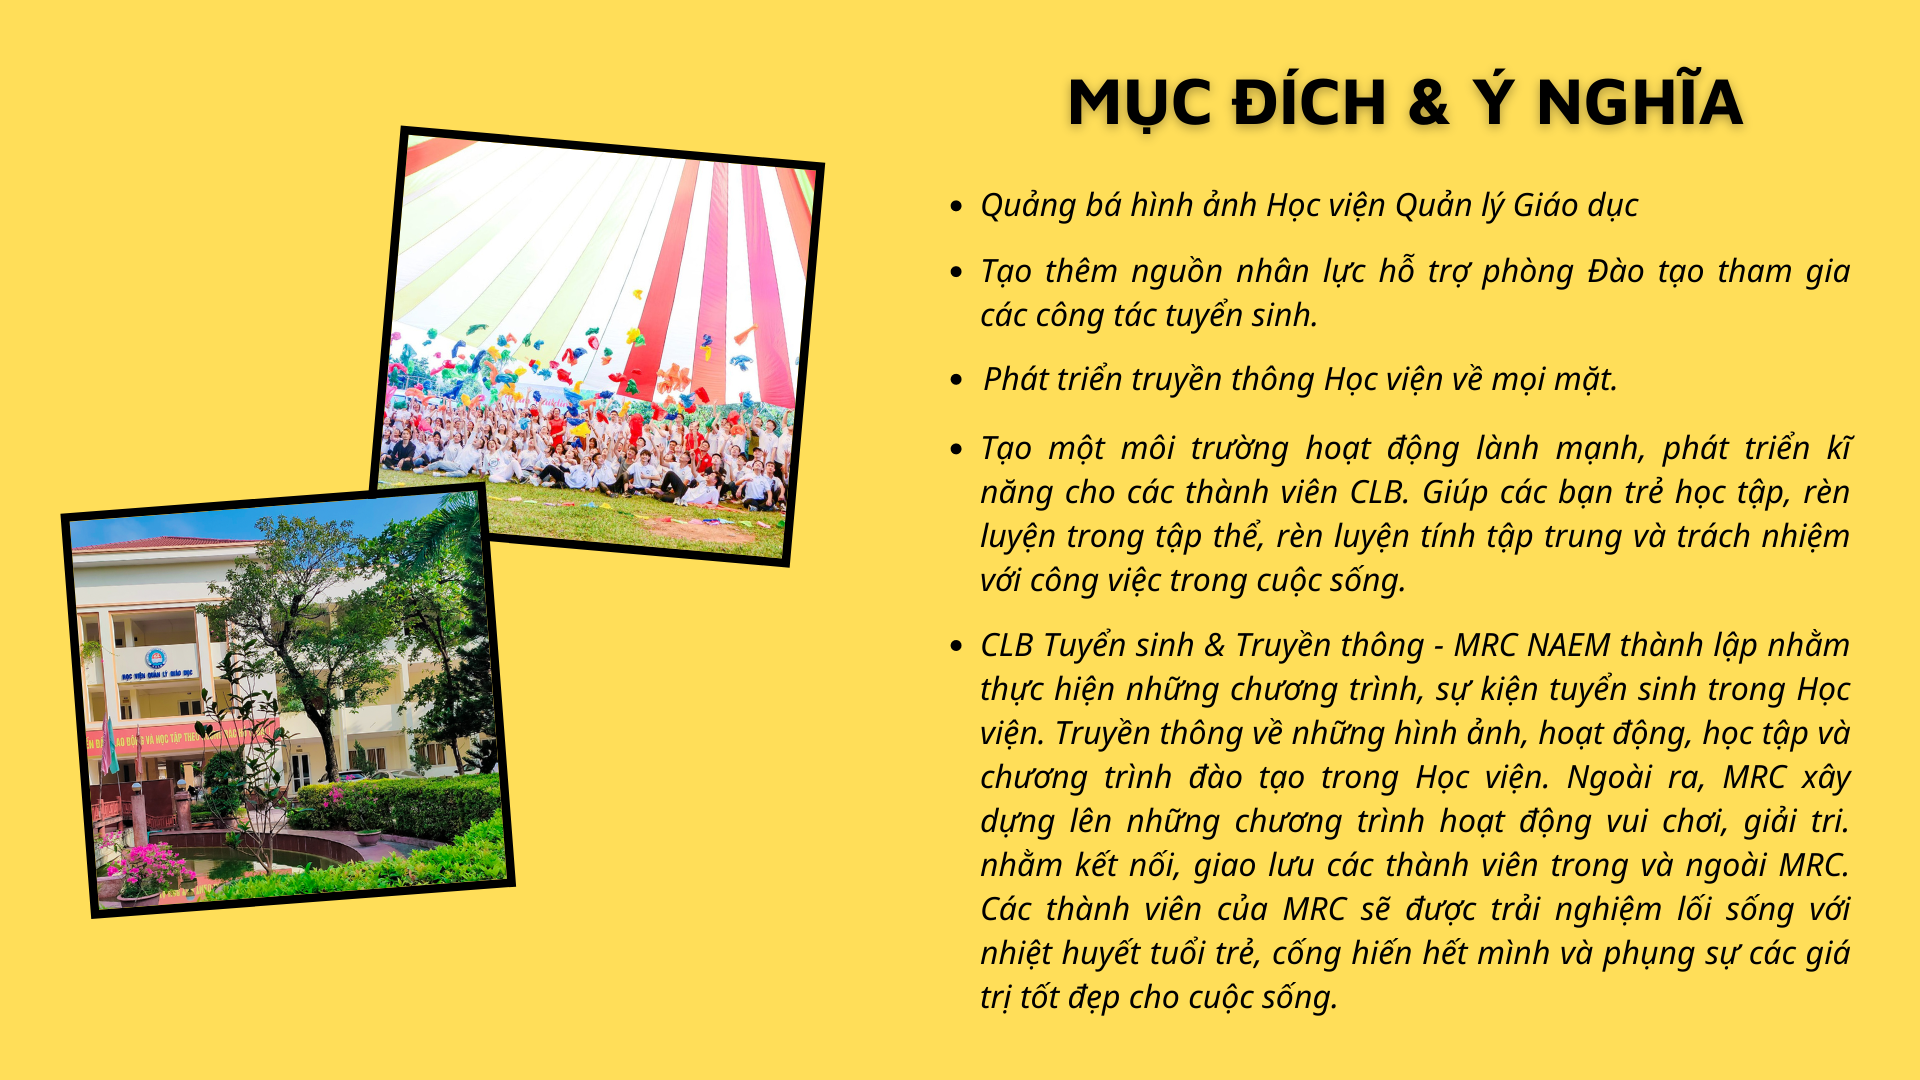 MỤC ĐÍCH & Ý NGHĨA
• Quảng bá hình ảnh Học viện Quản lý Giáo dục
• Tạo thêm nguồn nhân lực hỗ trợ phòng Đào tạo tham gia
các công tác tuyển sinh.
• Phát triển truyền thông Học viện về mọi mặt.
• Tạo một môi trường hoạt động lành mạnh, phát triển kĩ
năng cho các thành viên CLB. Giúp các bạn trẻ học tập, rèn
luyện trong tập thể, rèn luyện tính tập trung và trách nhiệm
với công việc trong cuộc sống.
• CLB Tuyển sinh & Truyền thông - MRC NAEM thành lập nhằm
thực hiện những chương trình, sự kiện tuyển sinh trong Học
viện. Truyền thông về những hình ảnh, hoạt động, học tập và
chương trình đào tạo trong Học viện. Ngoài ra, MRC xây
dựng lên những chương trình hoạt động vui chơi, giải tri.
nhằm kết nối, giao lưu các thành viên trong và ngoài MRC.
Các thành viên của MRC sẽ được trải nghiệm lối sống với
nhiệt huyết tuổi trẻ, cống hiến hết mình và phụng sự các giá
trị tốt đẹp cho cuộc sống.
HỌC VIỆN QUẢN LÝ GIÁO DỤC
LAO ĐỘNG VÀ HỌC TẬP THEO